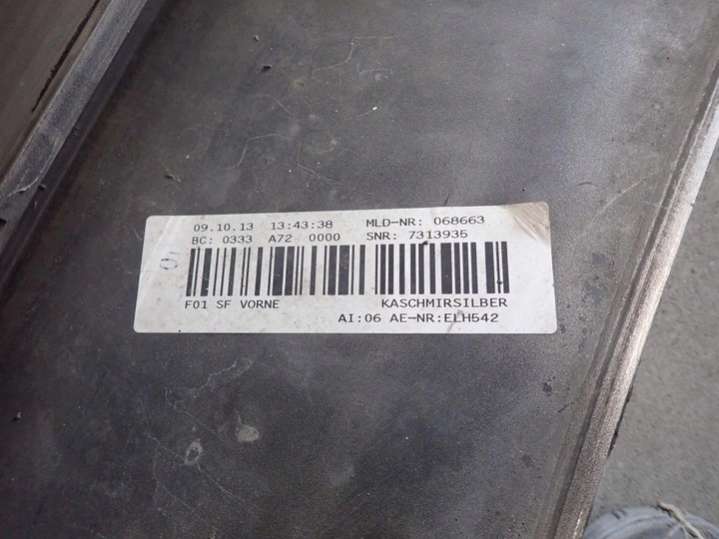 09.10.13 13:43:38 MLD-NR: 068663
BC: 0333 A72 0000 SNR: 7313935
F01 SF VORNE KASCHMIRSILBER
AI:06 AE-NR:ELH542